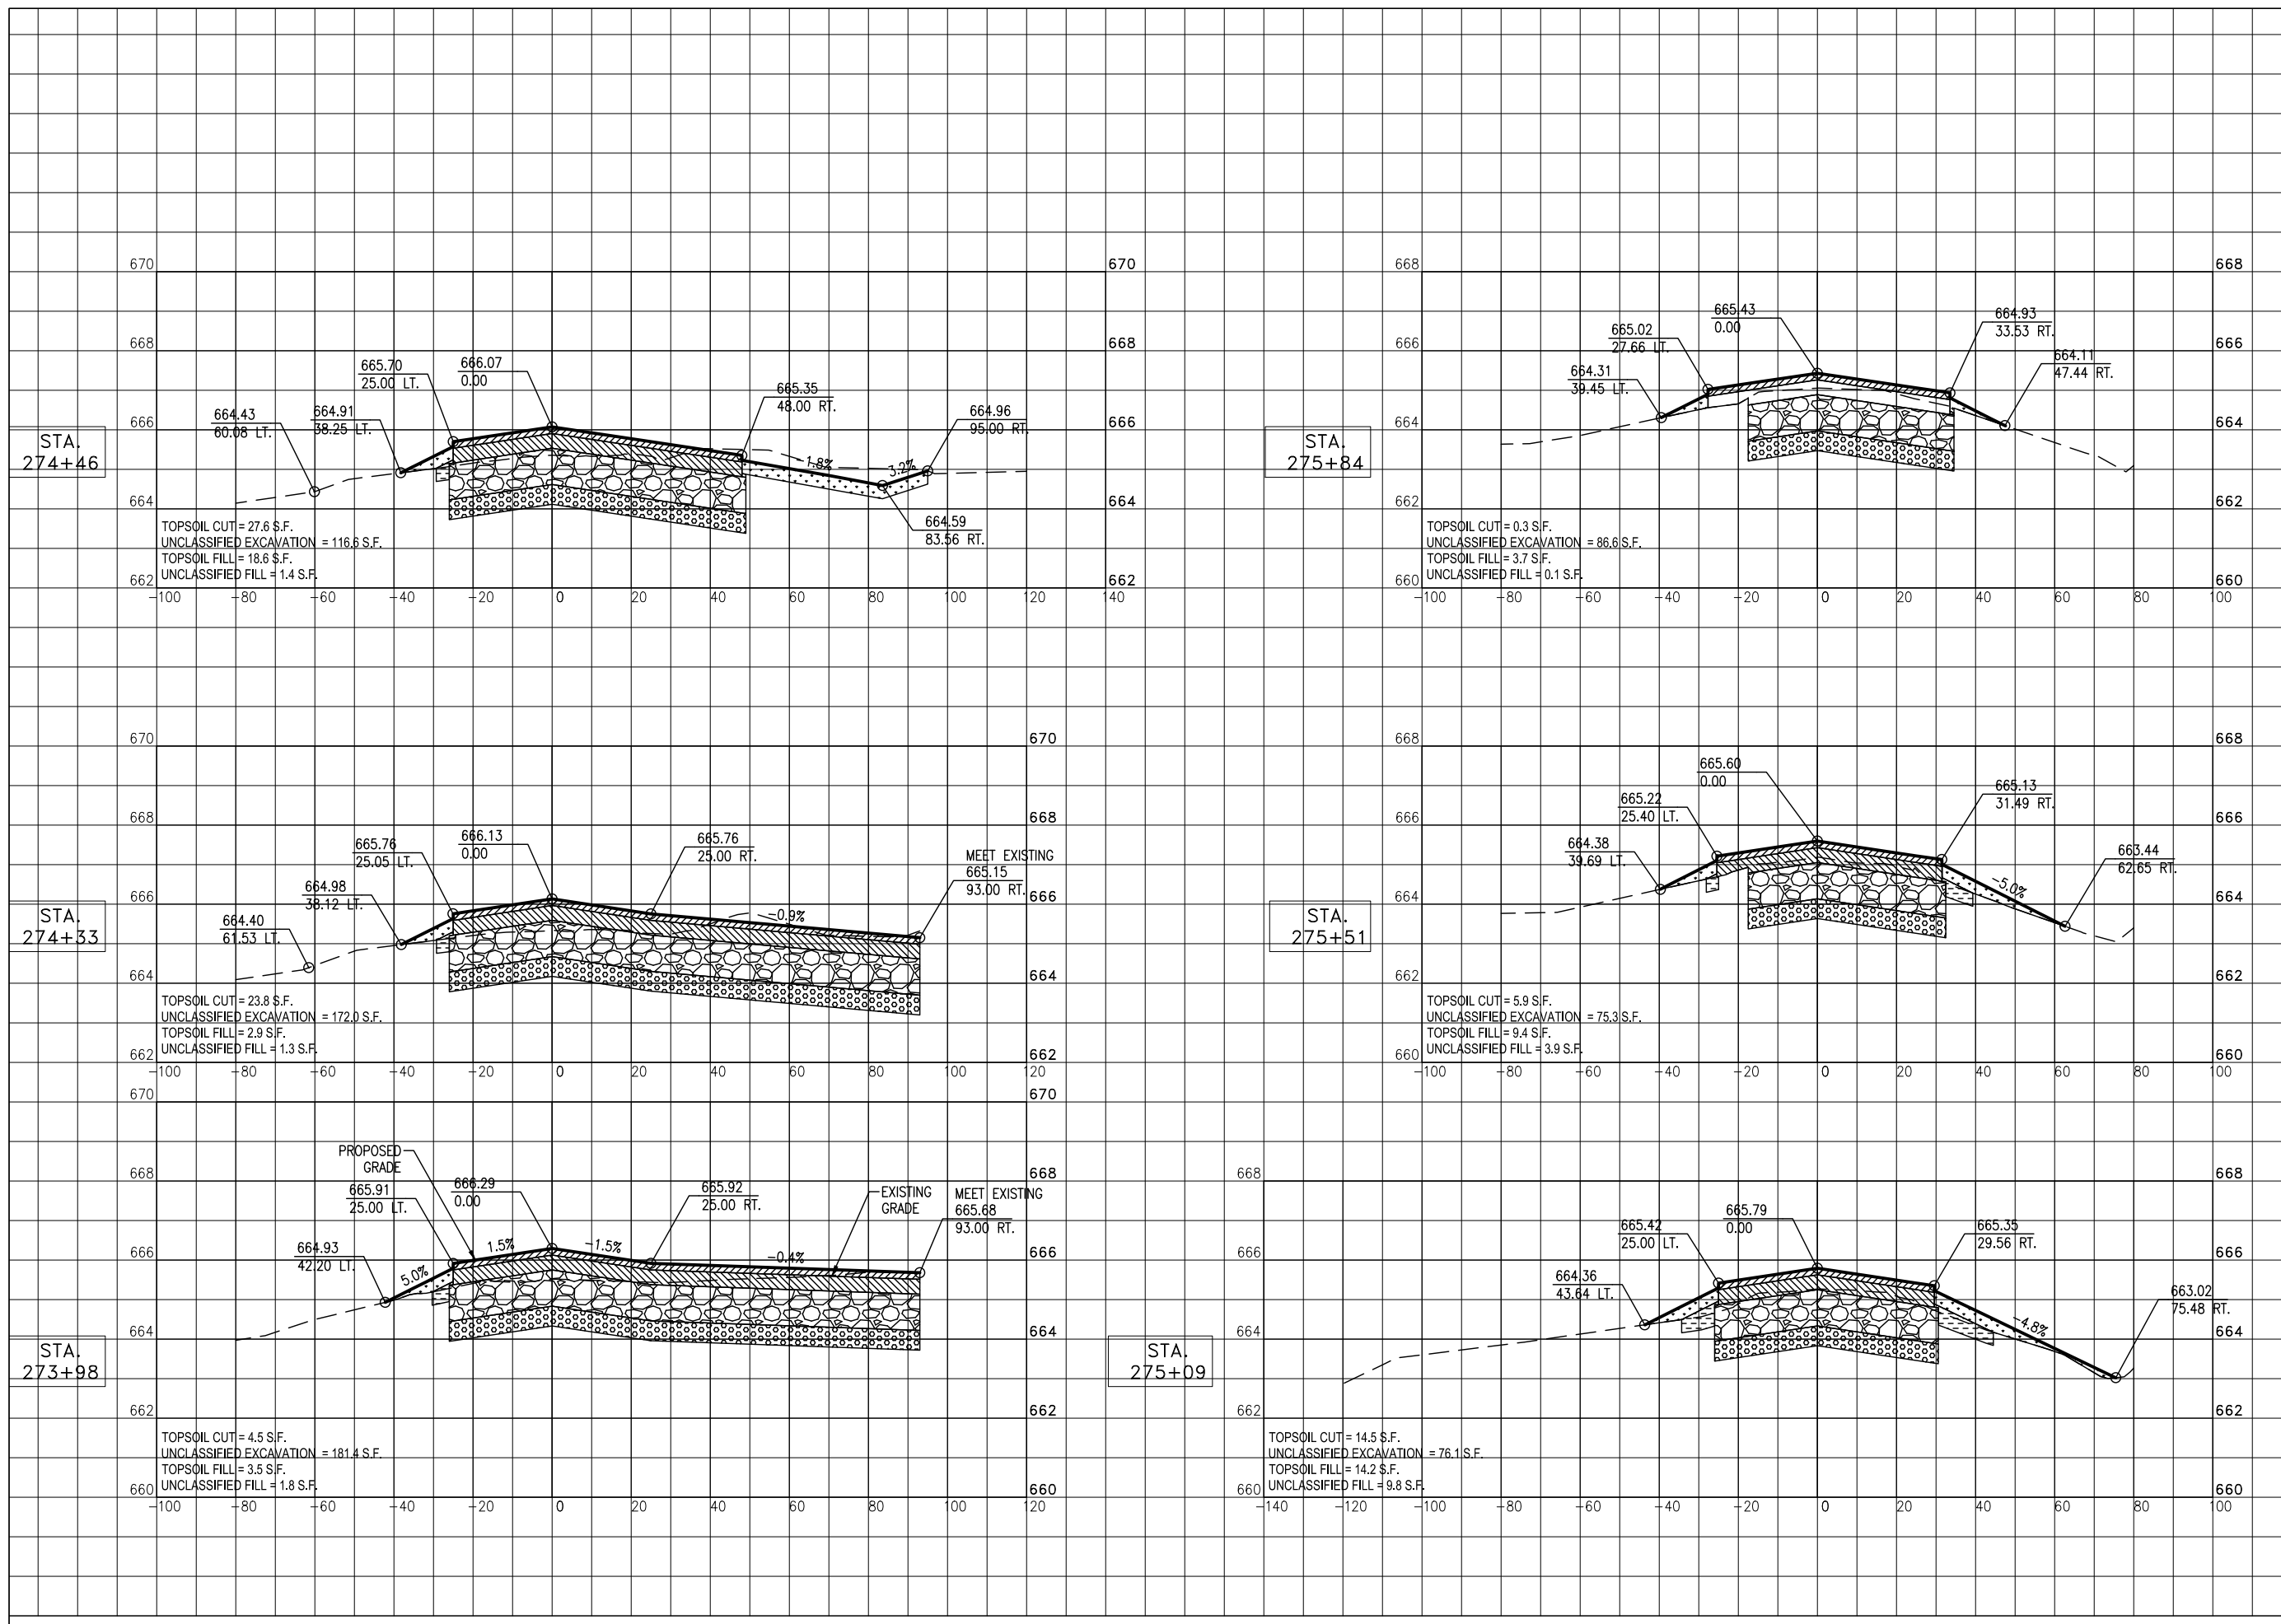 670
670
668
668
666
666
664
664
662
662
STA.
274+46
664.43
60.08 LT.
664.91
38.25 LT.
665.70
25.00 LT.
666.07
0.00
665.35
48.00 RT.
664.96
95.00 RT.
-1.8%
3.2%
664.59
83.56 RT.
TOPSOIL CUT = 27.6 S.F.
UNCLASSIFIED EXCAVATION = 116.6 S.F.
TOPSOIL FILL = 18.6 S.F.
UNCLASSIFIED FILL = 1.4 S.F.
-100 -80 -60 -40 -20 0 20 40 60 80 100 120 140
670
670
668
668
666
666
664
664
662
662
STA.
274+33
664.40
61.53 LT.
664.98
38.12 LT.
665.76
25.05 LT.
666.13
0.00
665.76
25.00 RT.
MEET EXISTING
665.15
93.00 RT.
-0.9%
TOPSOIL CUT = 23.8 S.F.
UNCLASSIFIED EXCAVATION = 172.0 S.F.
TOPSOIL FILL = 2.9 S.F.
UNCLASSIFIED FILL = 1.3 S.F.
-100 -80 -60 -40 -20 0 20 40 60 80 100 120
670
670
668
668
666
666
664
664
662
662
660
660
STA.
273+98
PROPOSED
GRADE
664.93
42.20 LT.
665.91
25.00 LT.
666.29
0.00
665.92
25.00 RT.
EXISTING
GRADE
MEET EXISTING
665.68
93.00 RT.
5.0%
1.5%
-1.5%
-0.4%
TOPSOIL CUT = 4.5 S.F.
UNCLASSIFIED EXCAVATION = 181.4 S.F.
TOPSOIL FILL = 3.5 S.F.
UNCLASSIFIED FILL = 1.8 S.F.
-100 -80 -60 -40 -20 0 20 40 60 80 100 120
668
668
666
666
664
664
662
662
660
660
STA.
275+84
664.31
39.45 LT.
665.02
27.66 LT.
665.43
0.00
664.93
33.53 RT.
664.11
47.44 RT.
TOPSOIL CUT = 0.3 S.F.
UNCLASSIFIED EXCAVATION = 86.6 S.F.
TOPSOIL FILL = 3.7 S.F.
UNCLASSIFIED FILL = 0.1 S.F.
-100 -80 -60 -40 -20 0 20 40 60 80 100
668
668
666
666
664
664
662
662
660
660
STA.
275+51
664.38
39.69 LT.
665.22
25.40 LT.
665.60
0.00
665.13
31.49 RT.
663.44
62.65 RT.
-5.0%
TOPSOIL CUT = 5.9 S.F.
UNCLASSIFIED EXCAVATION = 75.3 S.F.
TOPSOIL FILL = 9.4 S.F.
UNCLASSIFIED FILL = 3.9 S.F.
-100 -80 -60 -40 -20 0 20 40 60 80 100
668
668
666
666
664
664
662
662
660
660
STA.
275+09
664.36
43.64 LT.
665.42
25.00 LT.
665.79
0.00
665.35
29.56 RT.
663.02
75.48 RT.
-4.8%
TOPSOIL CUT = 14.5 S.F.
UNCLASSIFIED EXCAVATION = 76.1 S.F.
TOPSOIL FILL = 14.2 S.F.
UNCLASSIFIED FILL = 9.8 S.F.
-140 -120 -100 -80 -60 -40 -20 0 20 40 60 80 100